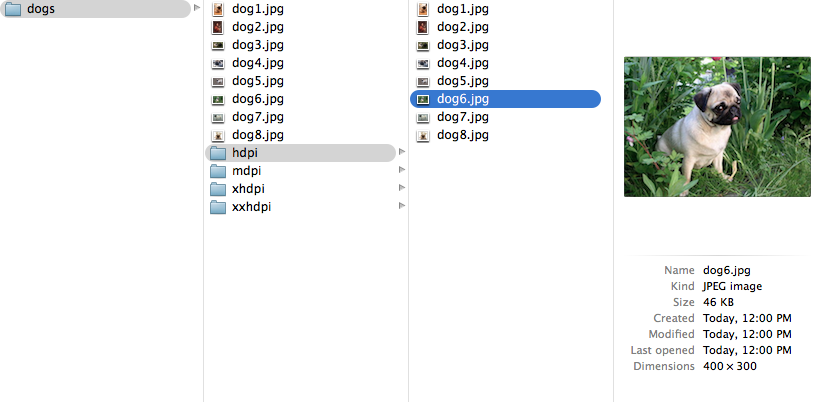 dogs
dog1.jpg
dog2.jpg
dog3.jpg
dog4.jpg
dog5.jpg
dog6.jpg
dog7.jpg
dog8.jpg
hdpi
mdpi
xhdpi
xxhdpi
dog1.jpg
dog2.jpg
dog3.jpg
dog4.jpg
dog5.jpg
dog6.jpg
dog7.jpg
dog8.jpg
Name dog6.jpg
Kind JPEG image
Size 46 KB
Created Today, 12:00 PM
Modified Today, 12:00 PM
Last opened Today, 12:00 PM
Dimensions 400 × 300